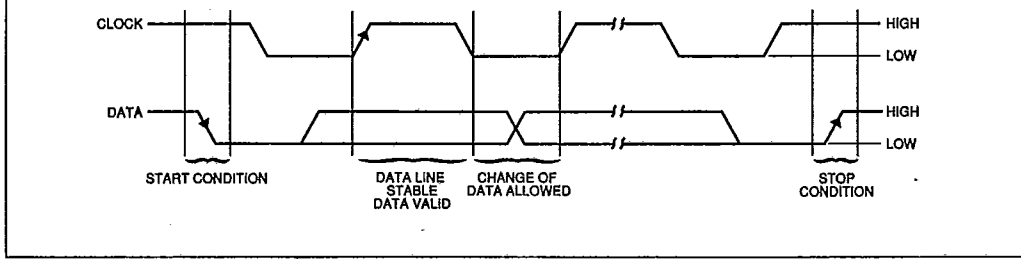 CLOCK
HIGH
LOW
DATA
HIGH
LOW
START CONDITION
DATA LINE
STABLE
DATA VALID
CHANGE OF
DATA ALLOWED
STOP
CONDITION